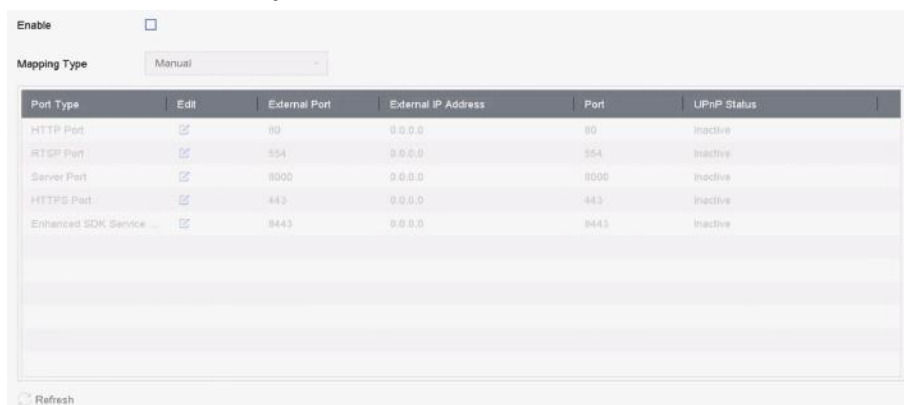 Enable
Mapping Type Manual
Port Type Edit External Port External IP Address Port UPnP Status
HTTP Port 80 0.0.0.0 80 Inactive
RTSP Port 554 0.0.0.0 554 Inactive
Server Port 8000 0.0.0.0 8000 Inactive
HTTPS Port 443 0.0.0.0 443 Inactive
Enhanced SDK Service ... 8443 0.0.0.0 8443 Inactive
Refresh